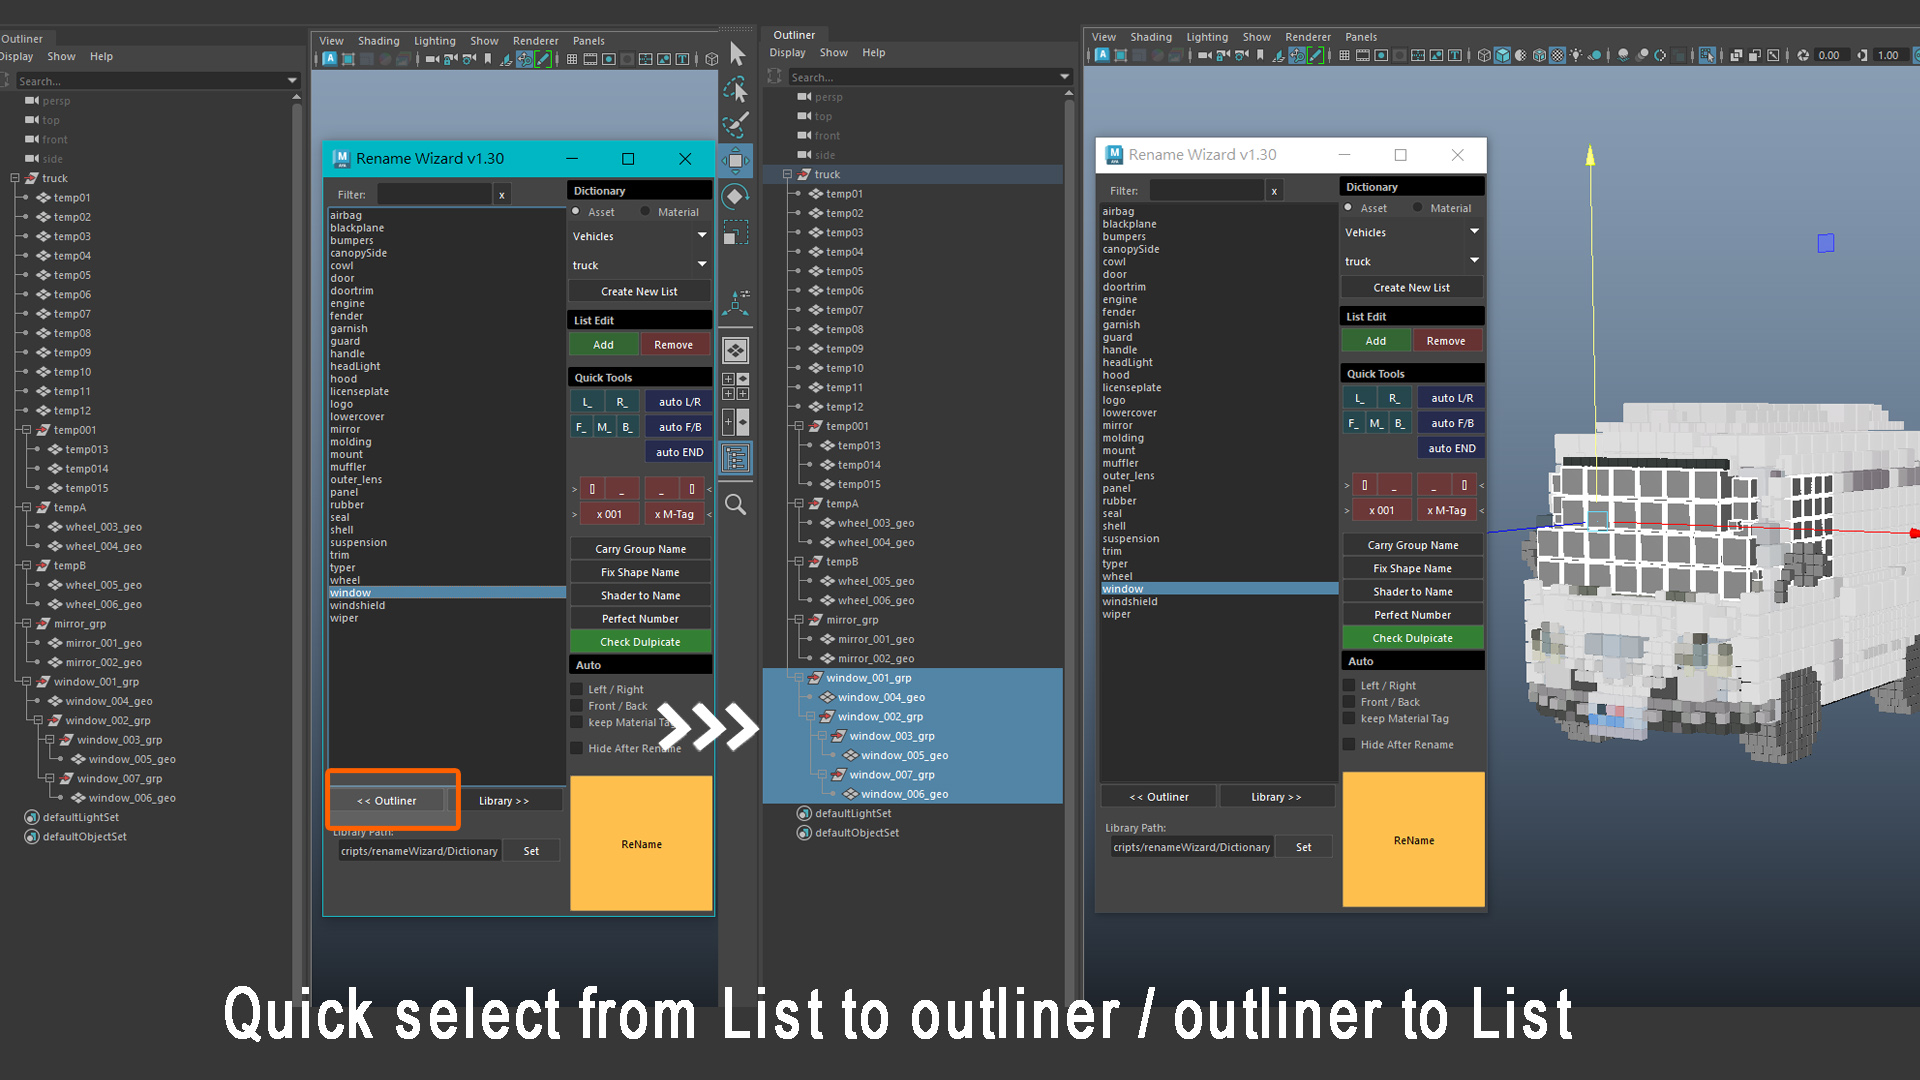 Outliner
Display Show Help
Search...
persp
top
front
side
truck
temp01
temp02
temp03
temp04
temp05
temp06
temp07
temp08
temp09
temp10
temp11
temp12
temp001
temp013
temp014
temp015
tempA
wheel_003_geo
wheel_004_geo
tempB
wheel_005_geo
wheel_006_geo
mirror_grp
mirror_001_geo
mirror_002_geo
window_001_grp
window_004_geo
window_002_grp
window_003_grp
window_005_geo
window_007_grp
window_006_geo
defaultLightSet
defaultObjectSet
View Shading Lighting Show Renderer Panels
Rename Wizard v1.30
Filter:
x
airbag
blackplane
bumpers
canopySide
cowl
door
doortrim
engine
fender
garnish
guard
handle
headLight
hood
licenseplate
logo
lowercover
mirror
molding
mount
muffler
outer_lens
panel
rubber
seal
shell
suspension
trim
typer
wheel
window
windshield
wiper
<< Outliner
Library >>
Library Path:
cripts/renameWizard/Dictionary
Set
Dictionary
Asset Material
Vehicles
truck
Create New List
List Edit
Add Remove
Quick Tools
L_ R_ auto L/R
F_ M_ B_ auto F/B
auto END
> [] _ _ [] <
> x 001 x M-Tag <
Carry Group Name
Fix Shape Name
Shader to Name
Perfect Number
Check Dulpicate
Auto
Left / Right
Front / Back
keep Material Ta
Hide After Rename
ReName
Outliner
Display Show Help
Search...
persp
top
front
side
truck
temp01
temp02
temp03
temp04
temp05
temp06
temp07
temp08
temp09
temp10
temp11
temp12
temp001
temp013
temp014
temp015
tempA
wheel_003_geo
wheel_004_geo
tempB
wheel_005_geo
wheel_006_geo
mirror_grp
mirror_001_geo
mirror_002_geo
window_001_grp
window_004_geo
window_002_grp
window_003_grp
window_005_geo
window_007_grp
window_006_geo
defaultLightSet
defaultObjectSet
View Shading Lighting Show Renderer Panels
0.00 1.00
Rename Wizard v1.30
Filter:
x
airbag
blackplane
bumpers
canopySide
cowl
door
doortrim
engine
fender
garnish
guard
handle
headLight
hood
licenseplate
logo
lowercover
mirror
molding
mount
muffler
outer_lens
panel
rubber
seal
shell
suspension
trim
typer
wheel
window
windshield
wiper
<< Outliner
Library >>
Library Path:
cripts/renameWizard/Dictionary
Set
Dictionary
Asset Material
Vehicles
truck
Create New List
List Edit
Add Remove
Quick Tools
L_ R_ auto L/R
F_ M_ B_ auto F/B
auto END
> [] _ _ [] <
> x 001 x M-Tag <
Carry Group Name
Fix Shape Name
Shader to Name
Perfect Number
Check Dulpicate
Auto
Left / Right
Front / Back
keep Material Tag
Hide After Rename
ReName
Quick select from List to outliner / outliner to List